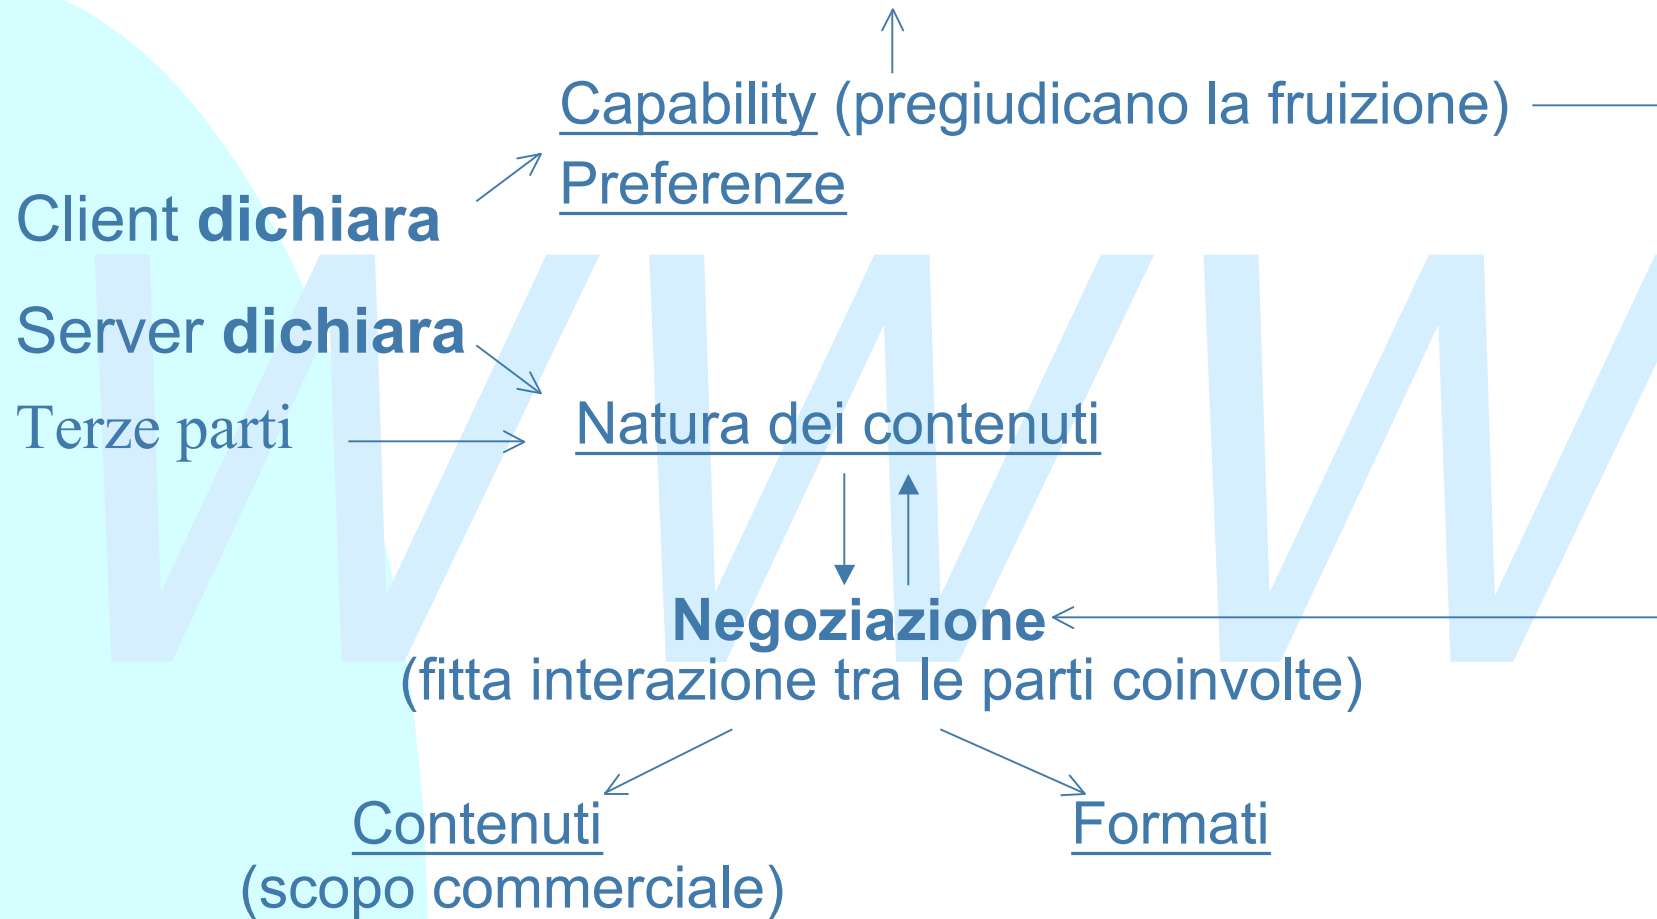 Capability (pregiudicano la fruizione)
Preferenze
Client dichiara
Server dichiara
Terze parti
Natura dei contenuti
Negoziazione
(fitta interazione tra le parti coinvolte)
Contenuti
Formati
(scopo commerciale)
WWW